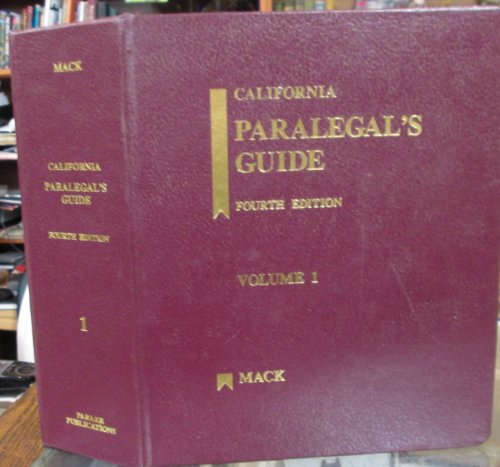 MACK
CALIFORNIA
PARALEGAL'S
GUIDE
FOURTH EDITION
1
PARKER
PUBLICATIONS
CALIFORNIA
PARALEGAL'S
GUIDE
FOURTH EDITION
VOLUME 1
MACK